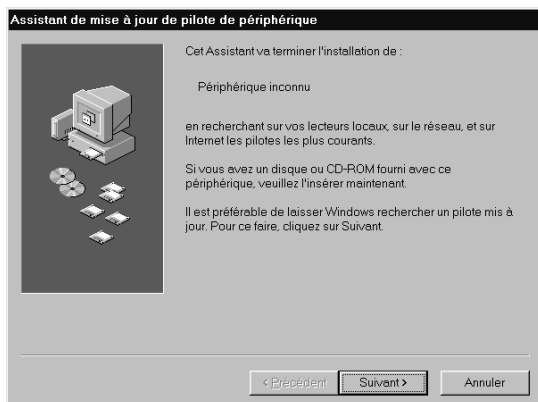 Assistant de mise à jour de pilote de périphérique
Cet Assistant va terminer l'installation de :
Périphérique inconnu
en recherchant sur vos lecteurs locaux, sur le réseau, et sur
Internet les pilotes les plus courants.
Si vous avez un disque ou CD-ROM fourni avec ce
périphérique, veuillez l'insérer maintenant.
Il est préférable de laisser Windows rechercher un pilote mis à
jour. Pour ce faire, cliquez sur Suivant.
< Précédent Suivant > Annuler